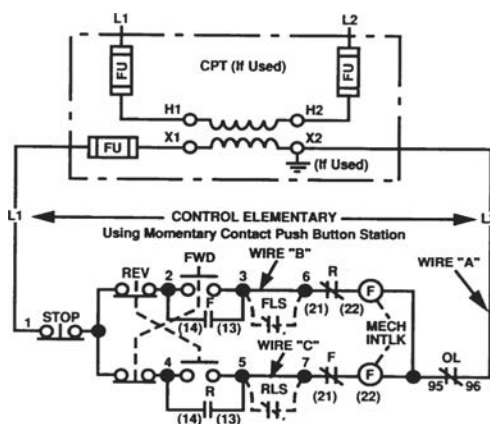 L1 L2
FU CPT (If Used) FU
H1 H2
X1 X2
FU
(If Used)
L1 CONTROL ELEMENTARY L
Using Momentary Contact Push Button Station
FWD WIRE "B" WIRE "A"
REV 2 3 6 R
F FLS F
1 STOP (14) (13) (21) (22) MECH
INTLK
WIRE "C"
4 5 7 F OL
R RLS F
(14) (13) (21) (22) 95 96